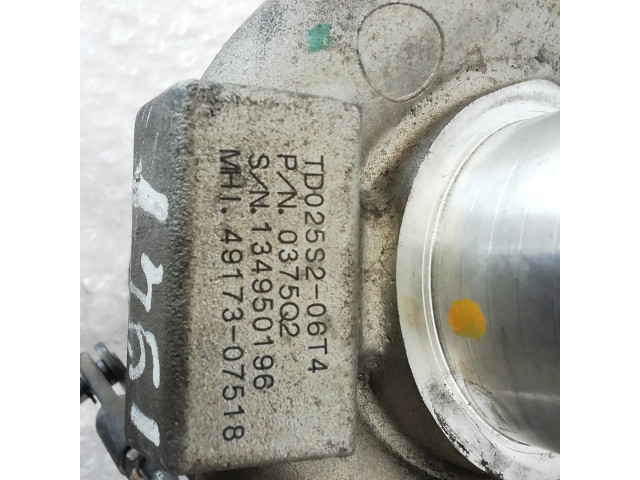 TD025S2-06T4
P/N. 0375Q2
S/N.134950196
MHI. 49173-07518